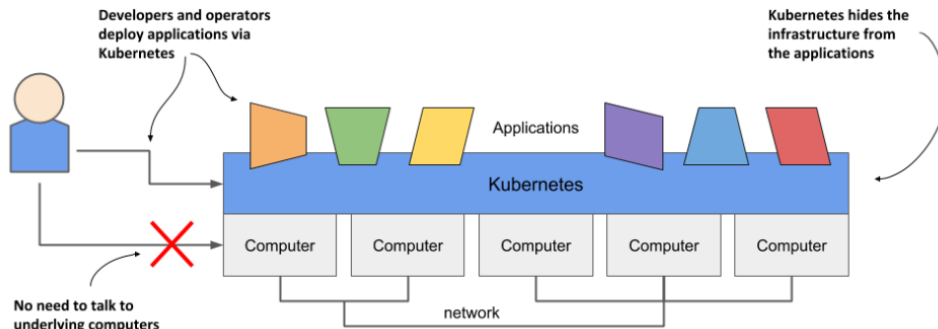 Developers and operators
deploy applications via
Kubernetes
Kubernetes hides the
infrastructure from
the applications
Applications
Kubernetes
Computer
Computer
Computer
Computer
Computer
No need to talk to
underlying computers
network